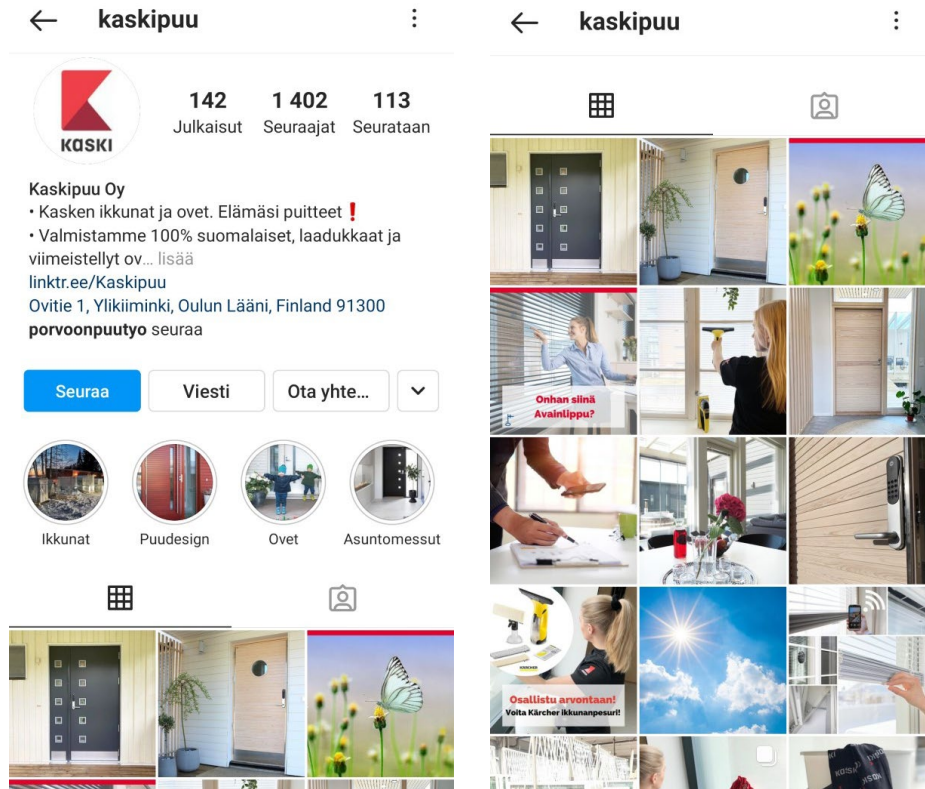 kaskipuu
KASKI
142
1 402
113
Julkaisut
Seuraajat
Seurataan
Kaskipuu Oy
• Kasken ikkunat ja ovet. Elämäsi puitteet❗
• Valmistamme 100% suomalaiset, laadukkaat ja
viimeistellyt ov... lisää
linktr.ee/Kaskipuu
Ovitie 1, Ylikiiminki, Oulun Lääni, Finland 91300
porvoonpuutyo seuraa
Seuraa
Viesti
Ota yhte...
Ikkunat
Puudesign
Ovet
Asuntomessut
kaskipuu
Onhan siinä
Avainlippu?
KÄRCHER
Osallistu arvontaan!
Voita Kärcher ikkunanpesuri!
KASKI